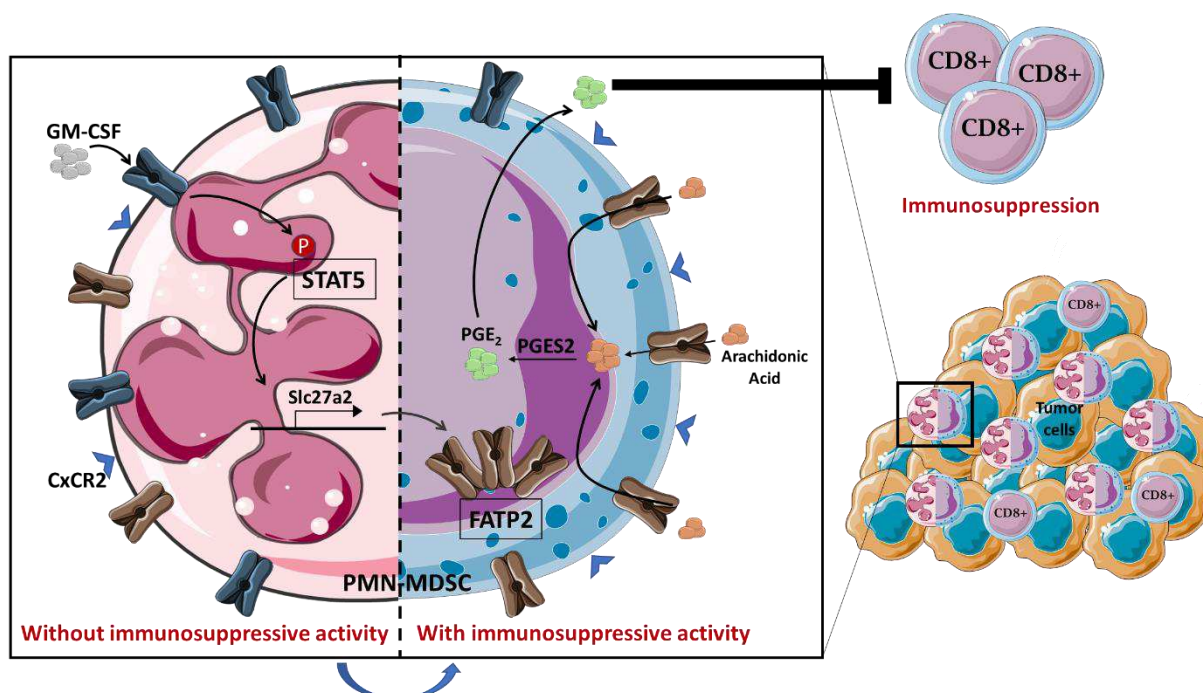 GM-CSF
P
STAT5
Slc27a2
CxCR2
PMN-MDSC
Without immunosuppressive activity
With immunosuppressive activity
PGE₂
PGES2
Arachidonic
Acid
FATP2
CD8+
CD8+
CD8+
Immunosuppression
CD8+
Tumor
cells
CD8+
CD8+